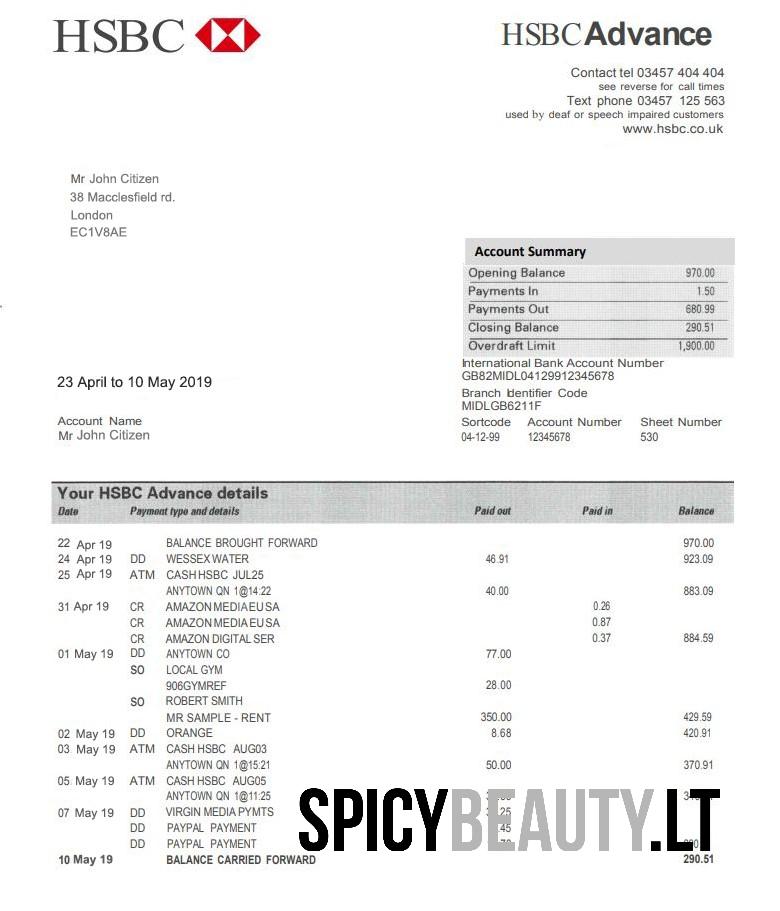 HSBC
HSBC Advance
Contact tel 03457 404 404
see reverse for call times
Text phone 03457 125 563
used by deaf or speech impaired customers
www.hsbc.co.uk
Mr John Citizen
38 Macclesfield rd.
London
EC1V8AE
Account Summary
Opening Balance 970.00
Payments In 1.50
Payments Out 680.99
Closing Balance 290.51
Overdraft Limit 1,900.00
International Bank Account Number
GB82MIDL04129912345678
Branch Identifier Code
MIDLGB6211F
Sortcode Account Number Sheet Number
04-12-99 12345678 530
23 April to 10 May 2019
Account Name
Mr John Citizen
Your HSBC Advance details
Date Payment type and details Paid out Paid in Balance
22 Apr 19 BALANCE BROUGHT FORWARD 970.00
24 Apr 19 DD WESSEX WATER 46.91 923.09
25 Apr 19 ATM CASH HSBC JUL25
ANYTOWN QN 1@14:22 40.00 883.09
31 Apr 19 CR AMAZON MEDIA EU SA 0.26
CR AMAZON MEDIA EU SA 0.87
CR AMAZON DIGITAL SER 0.37 884.59
01 May 19 DD ANYTOWN CO 77.00
SO LOCAL GYM
906GYMREF 28.00
SO ROBERT SMITH
MR SAMPLE - RENT 350.00 429.59
02 May 19 DD ORANGE 8.68 420.91
03 May 19 ATM CASH HSBC AUG03
ANYTOWN QN 1@15:21 50.00 370.91
05 May 19 ATM CASH HSBC AUG05
ANYTOWN QN 1@11:25
07 May 19 DD VIRGIN MEDIA PYMTS
DD PAYPAL PAYMENT
DD PAYPAL PAYMENT
10 May 19 BALANCE CARRIED FORWARD 290.51
SPICYBEAUTY.LT